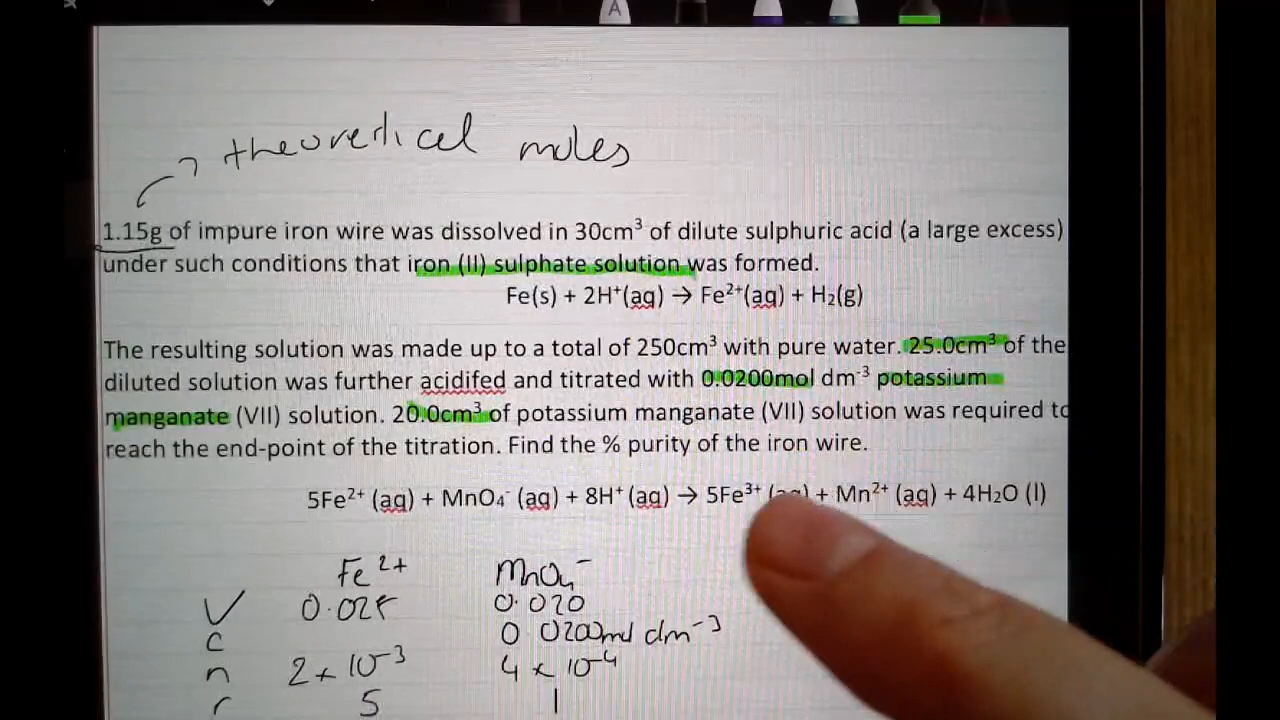 A
theoretical moles
1.15g of impure iron wire was dissolved in 30cm³ of dilute sulphuric acid (a large excess)
under such conditions that iron (II) sulphate solution was formed.
Fe(s) + 2H⁺(aq) → Fe²⁺(aq) + H₂(g)
The resulting solution was made up to a total of 250cm³ with pure water. 25.0cm³ of the
diluted solution was further acidifed and titrated with 0.0200mol dm⁻³ potassium
manganate (VII) solution. 20.0cm³ of potassium manganate (VII) solution was required to
reach the end-point of the titration. Find the % purity of the iron wire.
5Fe²⁺ (aq) + MnO₄⁻ (aq) + 8H⁺ (aq) → 5Fe³⁺ (aq) + Mn²⁺ (aq) + 4H₂O (l)
Fe²⁺ MnO₄⁻
V 0.025 0.020
C 0.0200mol dm⁻³
n 2 × 10⁻³ 4 × 10⁻⁴
r 5 1